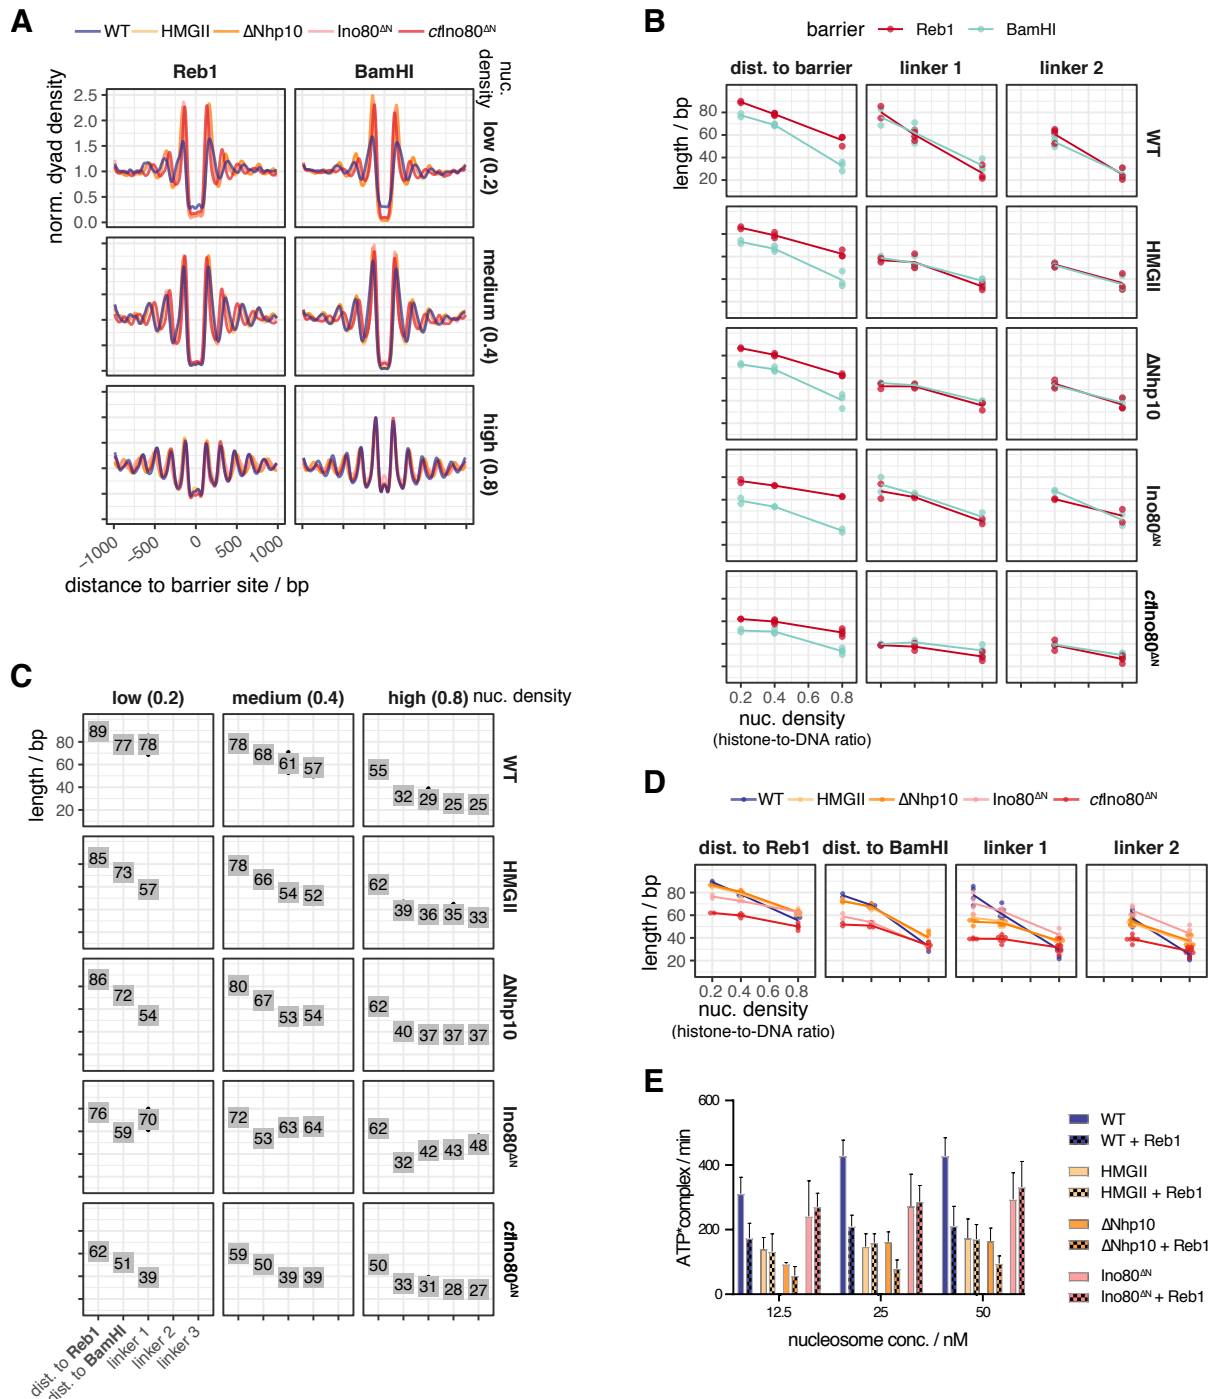 A
WT HMGII ΔNhp10 Ino80ΔN ctIno80ΔN
Reb1 BamHI
nuc. density
norm. dyad density
2.5
2.0
1.5
1.0
0.5
0.0
low (0.2)
medium (0.4)
high (0.8)
−1000 −500 0 500 1000
distance to barrier site / bp
B
barrier Reb1 BamHI
dist. to barrier linker 1 linker 2
length / bp
80
60
40
20
WT
HMGII
ΔNhp10
Ino80ΔN
ctIno80ΔN
0.2 0.4 0.6 0.8
nuc. density
(histone-to-DNA ratio)
C
low (0.2) medium (0.4) high (0.8) nuc. density
length / bp
80
60
40
20
89 77 78
78 68 61 57
55 32 29 25 25
WT
85 73 57
78 66 54 52
62 39 36 35 33
HMGII
86 72 54
80 67 53 54
62 40 37 37 37
ΔNhp10
76 59 70
72 53 63 64
62 32 42 43 48
Ino80ΔN
62 51 39
59 50 39 39
50 33 31 28 27
ctIno80ΔN
dist. to Reb1
dist. to BamHI
linker 1
linker 2
linker 3
D
WT HMGII ΔNhp10 Ino80ΔN ctIno80ΔN
dist. to Reb1 dist. to BamHI linker 1 linker 2
length / bp
80
60
40
20
0.2 0.4 0.6 0.8
nuc. density
(histone-to-DNA ratio)
E
ATP*complex / min
600
400
200
0
12.5 25 50
nucleosome conc. / nM
WT
WT + Reb1
HMGII
HMGII + Reb1
ΔNhp10
ΔNhp10 + Reb1
Ino80ΔN
Ino80ΔN + Reb1